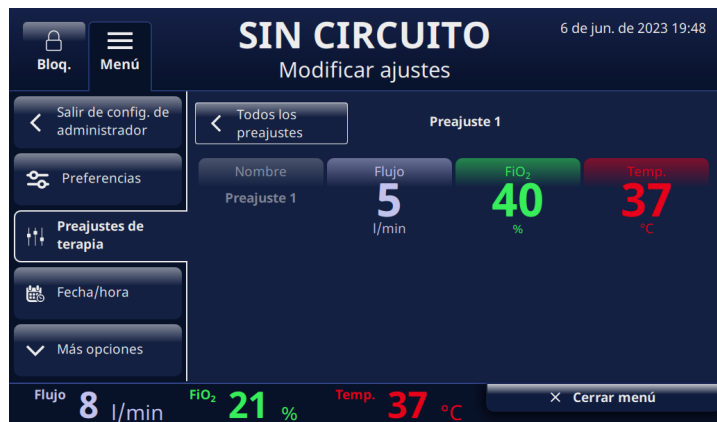 SIN CIRCUITO
6 de jun. de 2023 19:48
Bloq.
Menú
Modificar ajustes
Salir de config. de
administrador
Todos los
preajustes
Preajuste 1
Preferencias
Nombre
Preajuste 1
Flujo
5
l/min
FiO₂
40
%
Temp.
37
°C
Preajustes de
terapia
Fecha/hora
Más opciones
Flujo 8 l/min
FiO₂ 21 %
Temp. 37 °C
× Cerrar menú